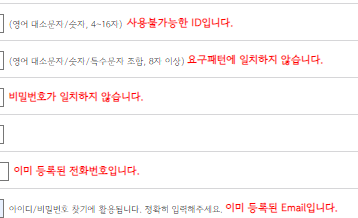 (영어 대소문자/숫자, 4~16자) 사용불가능한 ID입니다.
(영어 대소문자/숫자/특수문자 조합, 8자 이상) 요구패턴에 일치하지 않습니다.
비밀번호가 일치하지 않습니다.
이미 등록된 전화번호입니다.
아이디/비밀번호 찾기에 활용됩니다. 정확히 입력해주세요. 이미 등록된 Email입니다.